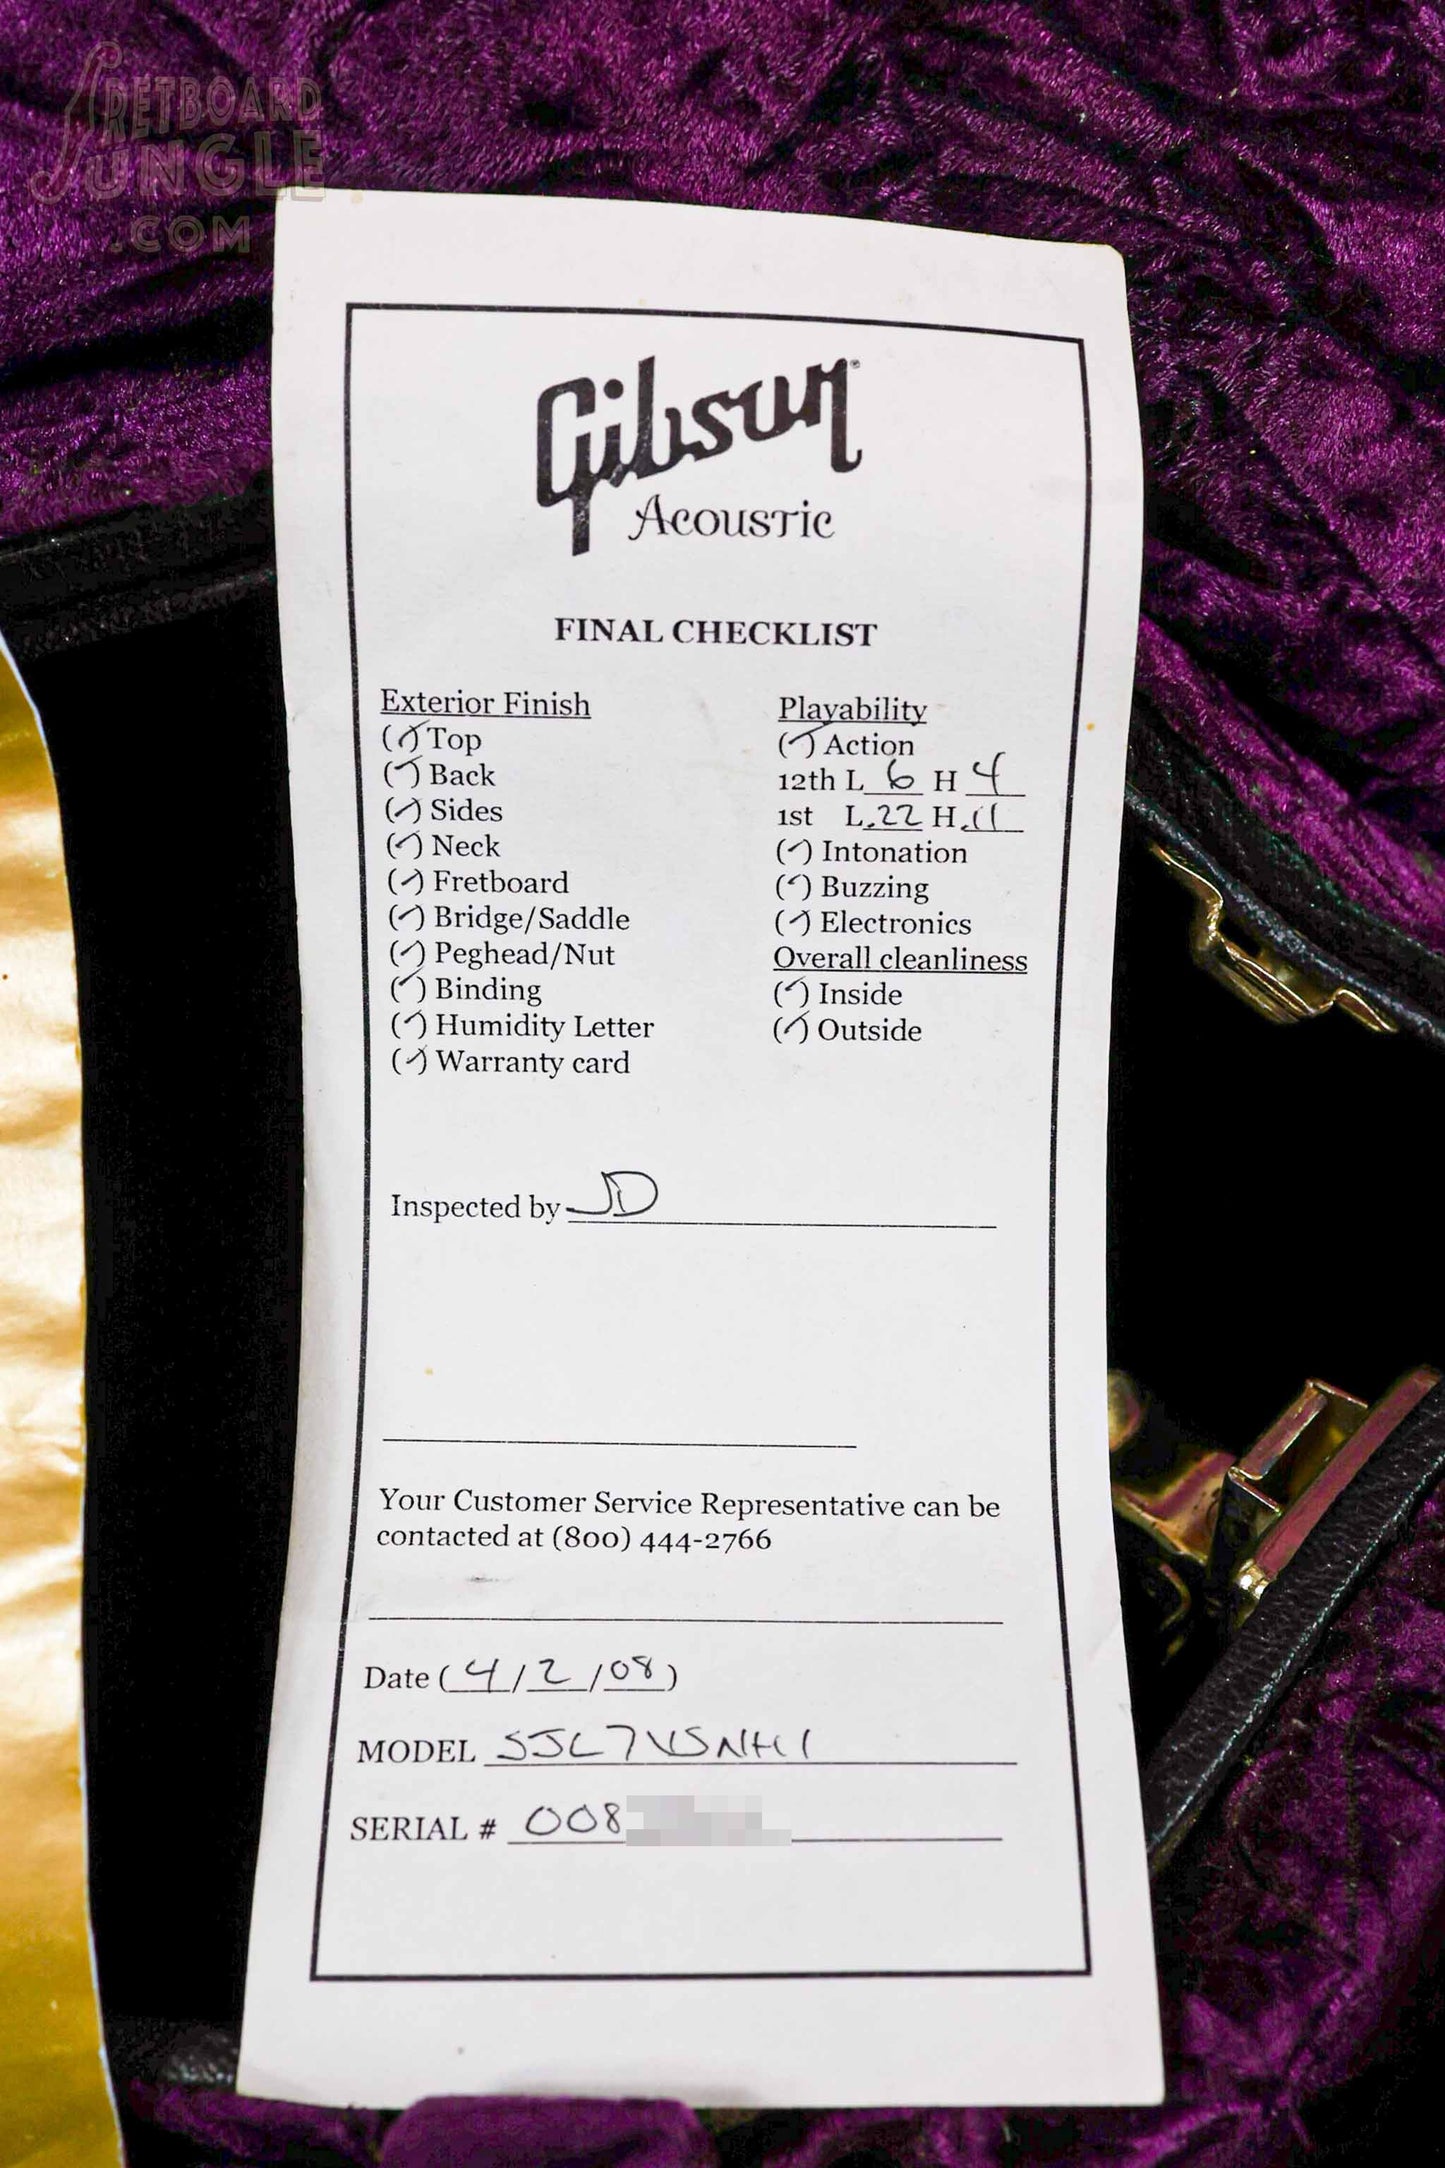 FRETBOARD
JUNGLE
.COM
Gibson
Acoustic
FINAL CHECKLIST
Exterior Finish
(✓) Top
(✓) Back
(✓) Sides
(✓) Neck
(✓) Fretboard
(✓) Bridge/Saddle
(✓) Peghead/Nut
(✓) Binding
(✓) Humidity Letter
(✓) Warranty card
Playability
(✓) Action
12th L 6 H 4
1st L .22 H .11
(✓) Intonation
(✓) Buzzing
(✓) Electronics
Overall cleanliness
(✓) Inside
(✓) Outside
Inspected by JD
Your Customer Service Representative can be
contacted at (800) 444-2766
Date (4/2/08)
MODEL SJL7VSNH1
SERIAL # 008